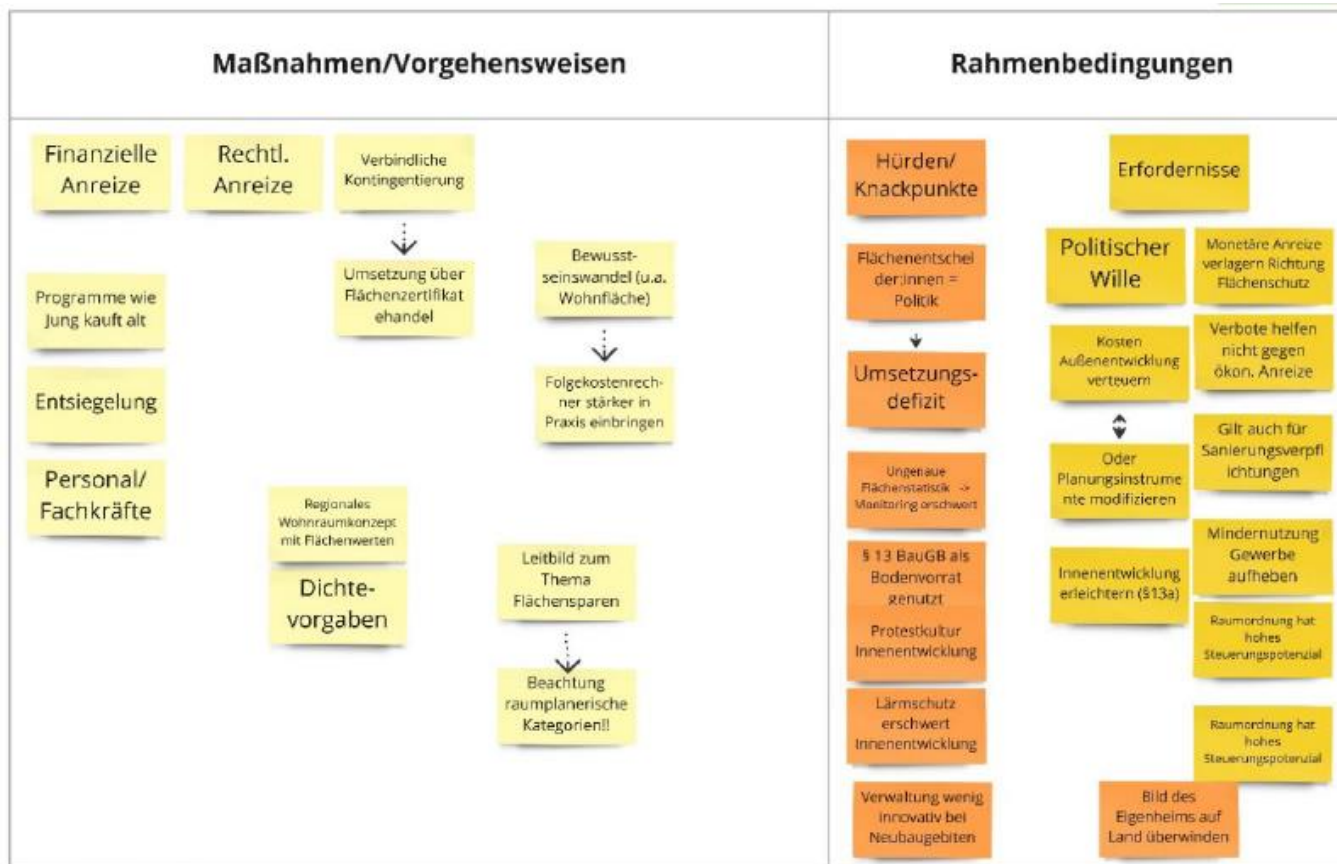 Maßnahmen/Vorgehensweisen
Rahmenbedingungen
Finanzielle
Anreize
Rechtl.
Anreize
Verbindliche
Kontingentierung
Umsetzung über
Flächenzertifikat
ehandel
Bewusst-
seinswandel (u.a.
Wohnfläche)
Programme wie
Jung kauft alt
Folgekostenrech-
ner stärker in
Praxis einbringen
Entsiegelung
Personal/
Fachkräfte
Regionales
Wohnraumkonzept
mit Flächenwerten
Dichte-
vorgaben
Leitbild zum
Thema
Flächensparen
Beachtung
raumplanerische
Kategorien!!
Hürden/
Knackpunkte
Flächenentschei
der:innen =
Politik
Umsetzungs-
defizit
Ungenaue
Flächenstatistik ->
Monitoring erschwert
§ 13 BauGB als
Bodenvorrat
genutzt
Protestkultur
Innenentwicklung
Lärmschutz
erschwert
Innenentwicklung
Verwaltung wenig
innovativ bei
Neubaugebiten
Erfordernisse
Politischer
Wille
Monetäre Anreize
verlagern Richtung
Flächenschutz
Kosten
Außenentwicklung
verteuern
Verbote helfen
nicht gegen
ökon. Anreize
Oder
Planungsinstrume
nte modifizieren
Gilt auch für
Sanierungsverpfl
ichtungen
Innenentwicklung
erleichtern (§13a)
Mindernutzung
Gewerbe
aufheben
Raumordnung hat
hohes
Steuerungspotenzial
Raumordnung hat
hohes
Steuerungspotenzial
Bild des
Eigenheims auf
Land überwinden